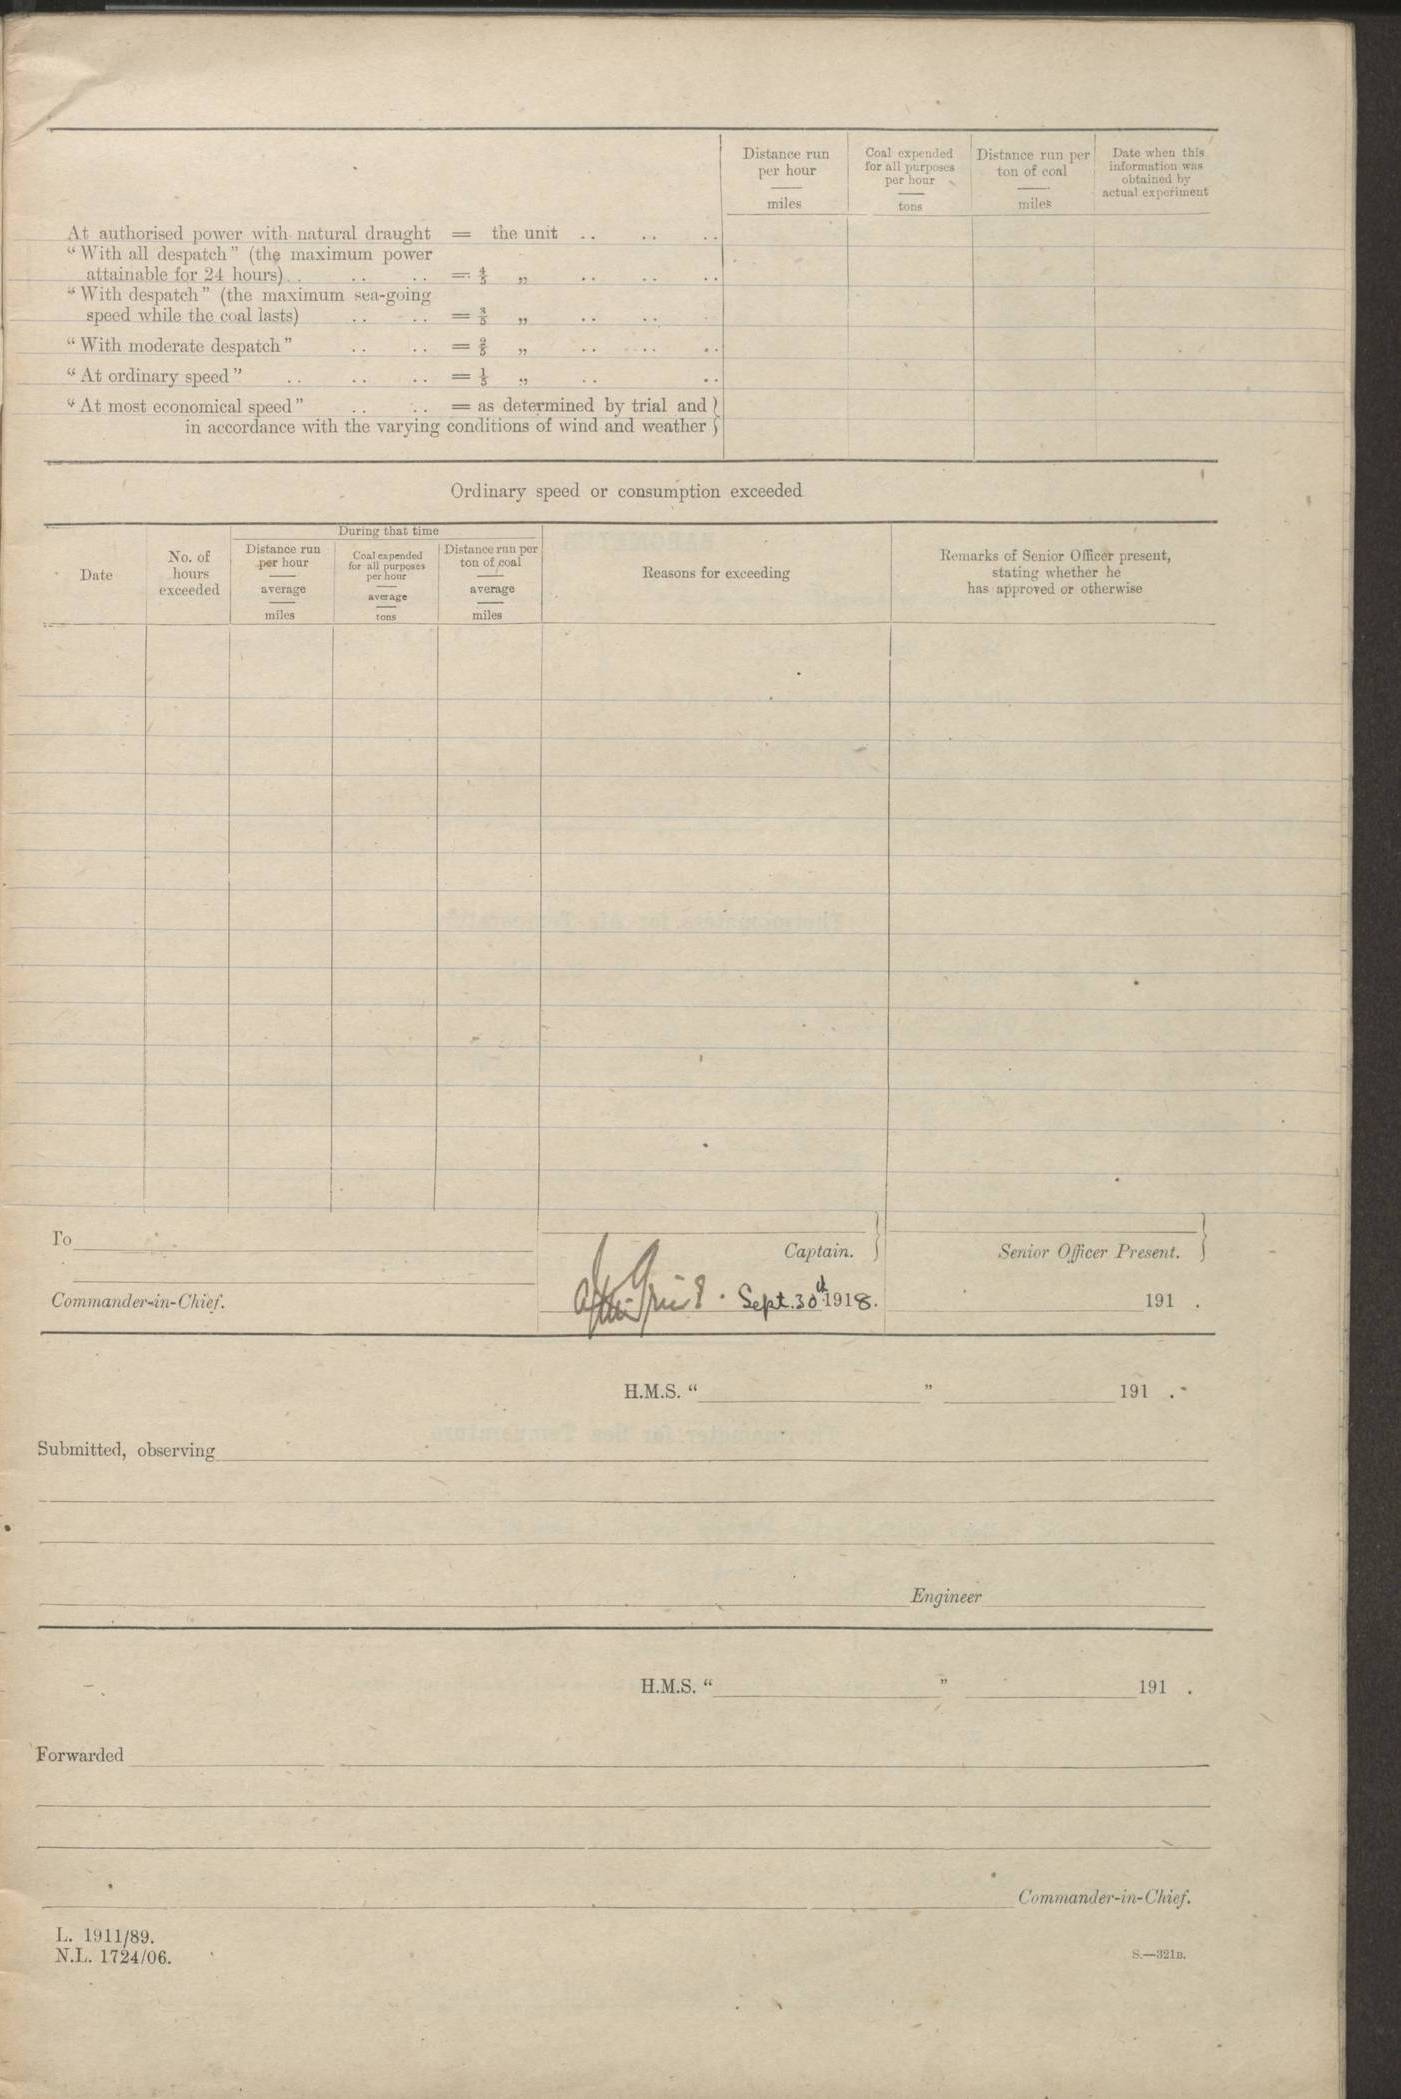 Distance run per hour — miles
Coal expended for all purposes per hour — tons
Distance run per ton of coal — miles
Date when this information was obtained by actual experiment
At authorised power with natural draught = the unit .. .. ..
“With all despatch” (the maximum power
attainable for 24 hours) .. .. .. = 4/5 „ .. .. ..
“With despatch” (the maximum sea-going
speed while the coal lasts) .. .. = 3/5 „ .. ..
“With moderate despatch” .. .. = 2/5 „ .. .. ..
“At ordinary speed” .. .. .. = 1/5 „ .. ..
“At most economical speed” .. .. = as determined by trial and }
in accordance with the varying conditions of wind and weather }
Ordinary speed or consumption exceeded
Date
No. of hours exceeded
During that time
Distance run per hour — average — miles
Coal expended for all purposes per hour — average — tons
Distance run per ton of coal — average — miles
Reasons for exceeding
Remarks of Senior Officer present,
stating whether he
has approved or otherwise
To
Captain. }
Senior Officer Present. }
Commander-in-Chief.
Sept. 30th 1918.
191 .
H.M.S. “ ” 191 .
Submitted, observing
Engineer
H.M.S. “ ” 191 .
Forwarded
Commander-in-Chief.
L. 1911/89.
N.L. 1724/06.
S.—321B.